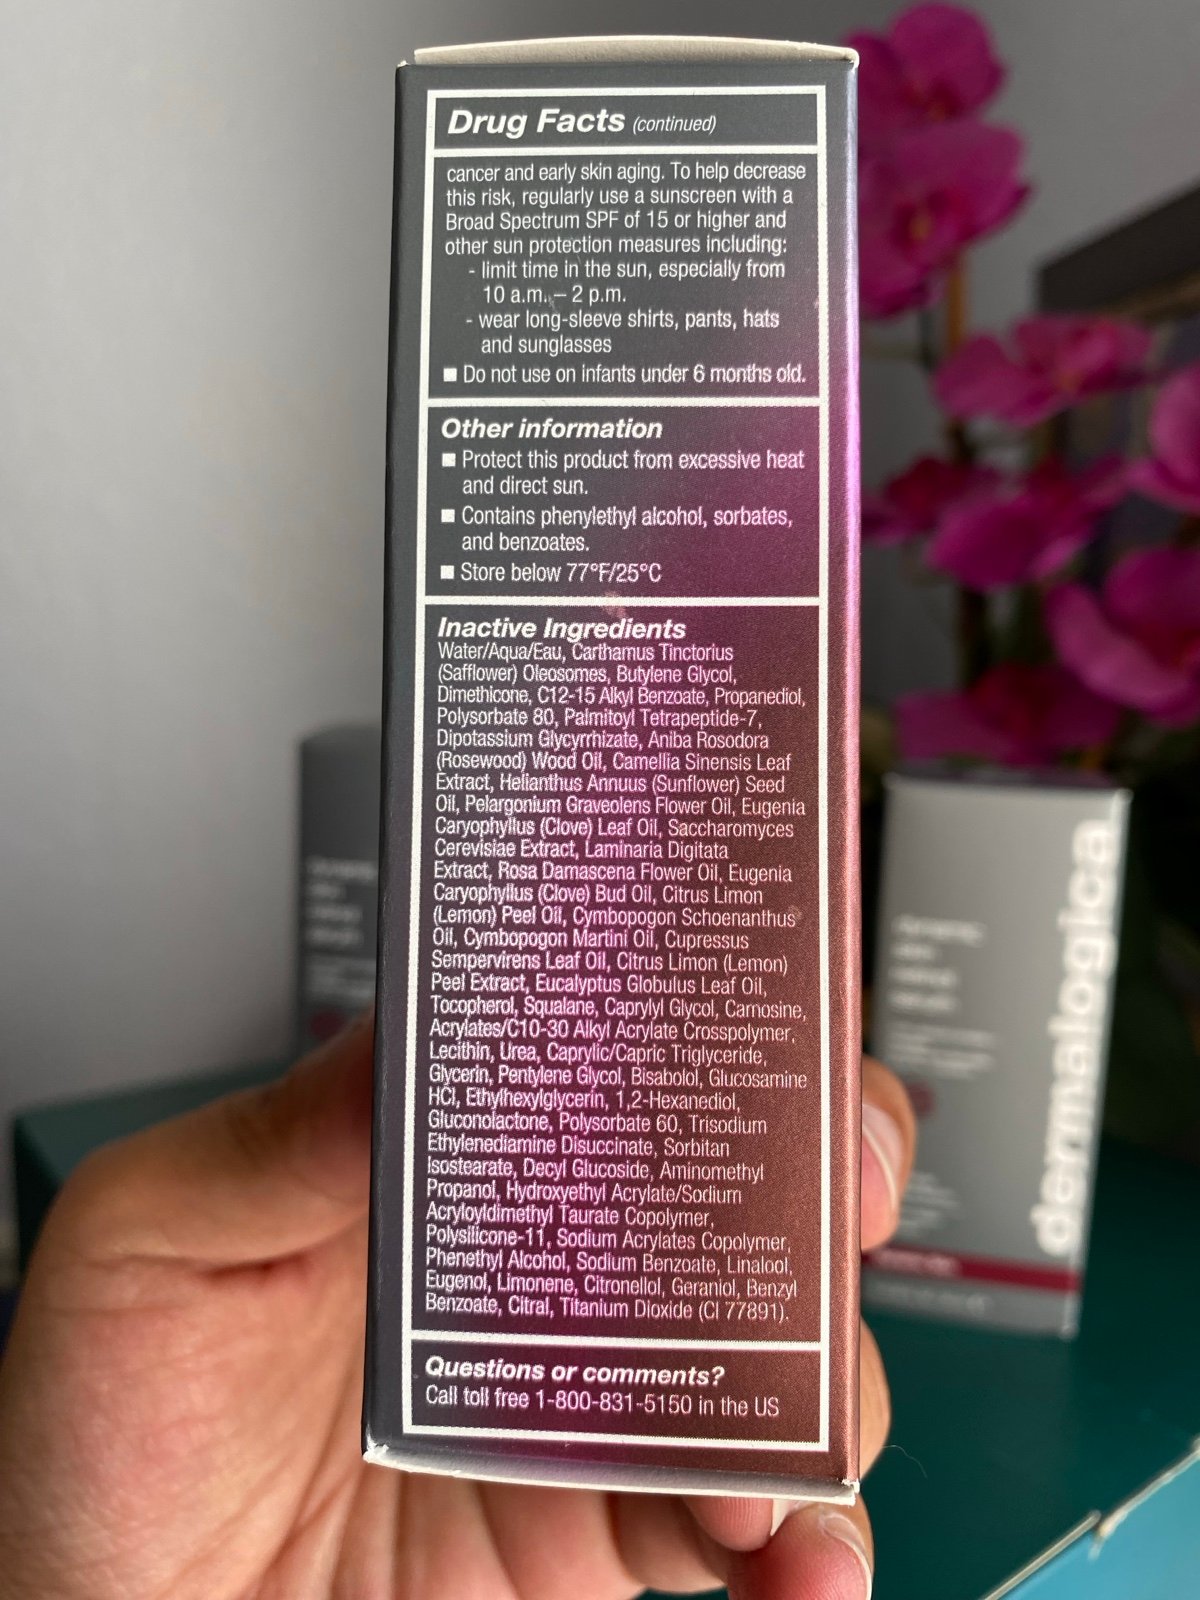 Drug Facts (continued)
cancer and early skin aging. To help decrease
this risk, regularly use a sunscreen with a
Broad Spectrum SPF of 15 or higher and
other sun protection measures including:
- limit time in the sun, especially from
10 a.m. – 2 p.m.
- wear long-sleeve shirts, pants, hats
and sunglasses
■ Do not use on infants under 6 months old.
Other information
■ Protect this product from excessive heat
and direct sun.
■ Contains phenylethyl alcohol, sorbates,
and benzoates.
■ Store below 77°F/25°C
Inactive Ingredients
Water/Aqua/Eau, Carthamus Tinctorius
(Safflower) Oleosomes, Butylene Glycol,
Dimethicone, C12-15 Alkyl Benzoate, Propanediol,
Polysorbate 80, Palmitoyl Tetrapeptide-7,
Dipotassium Glycyrrhizate, Aniba Rosodora
(Rosewood) Wood Oil, Camellia Sinensis Leaf
Extract, Helianthus Annuus (Sunflower) Seed
Oil, Pelargonium Graveolens Flower Oil, Eugenia
Caryophyllus (Clove) Leaf Oil, Saccharomyces
Cerevisiae Extract, Laminaria Digitata
Extract, Rosa Damascena Flower Oil, Eugenia
Caryophyllus (Clove) Bud Oil, Citrus Limon
(Lemon) Peel Oil, Cymbopogon Schoenanthus
Oil, Cymbopogon Martini Oil, Cupressus
Sempervirens Leaf Oil, Citrus Limon (Lemon)
Peel Extract, Eucalyptus Globulus Leaf Oil,
Tocopherol, Squalane, Caprylyl Glycol, Carnosine,
Acrylates/C10-30 Alkyl Acrylate Crosspolymer,
Lecithin, Urea, Caprylic/Capric Triglyceride,
Glycerin, Pentylene Glycol, Bisabolol, Glucosamine
HCl, Ethylhexylglycerin, 1,2-Hexanediol,
Gluconolactone, Polysorbate 60, Trisodium
Ethylenediamine Disuccinate, Sorbitan
Isostearate, Decyl Glucoside, Aminomethyl
Propanol, Hydroxyethyl Acrylate/Sodium
Acryloyldimethyl Taurate Copolymer,
Polysilicone-11, Sodium Acrylates Copolymer,
Phenethyl Alcohol, Sodium Benzoate, Linalool,
Eugenol, Limonene, Citronellol, Geraniol, Benzyl
Benzoate, Citral, Titanium Dioxide (CI 77891).
Questions or comments?
Call toll free 1-800-831-5150 in the US
dermalogica